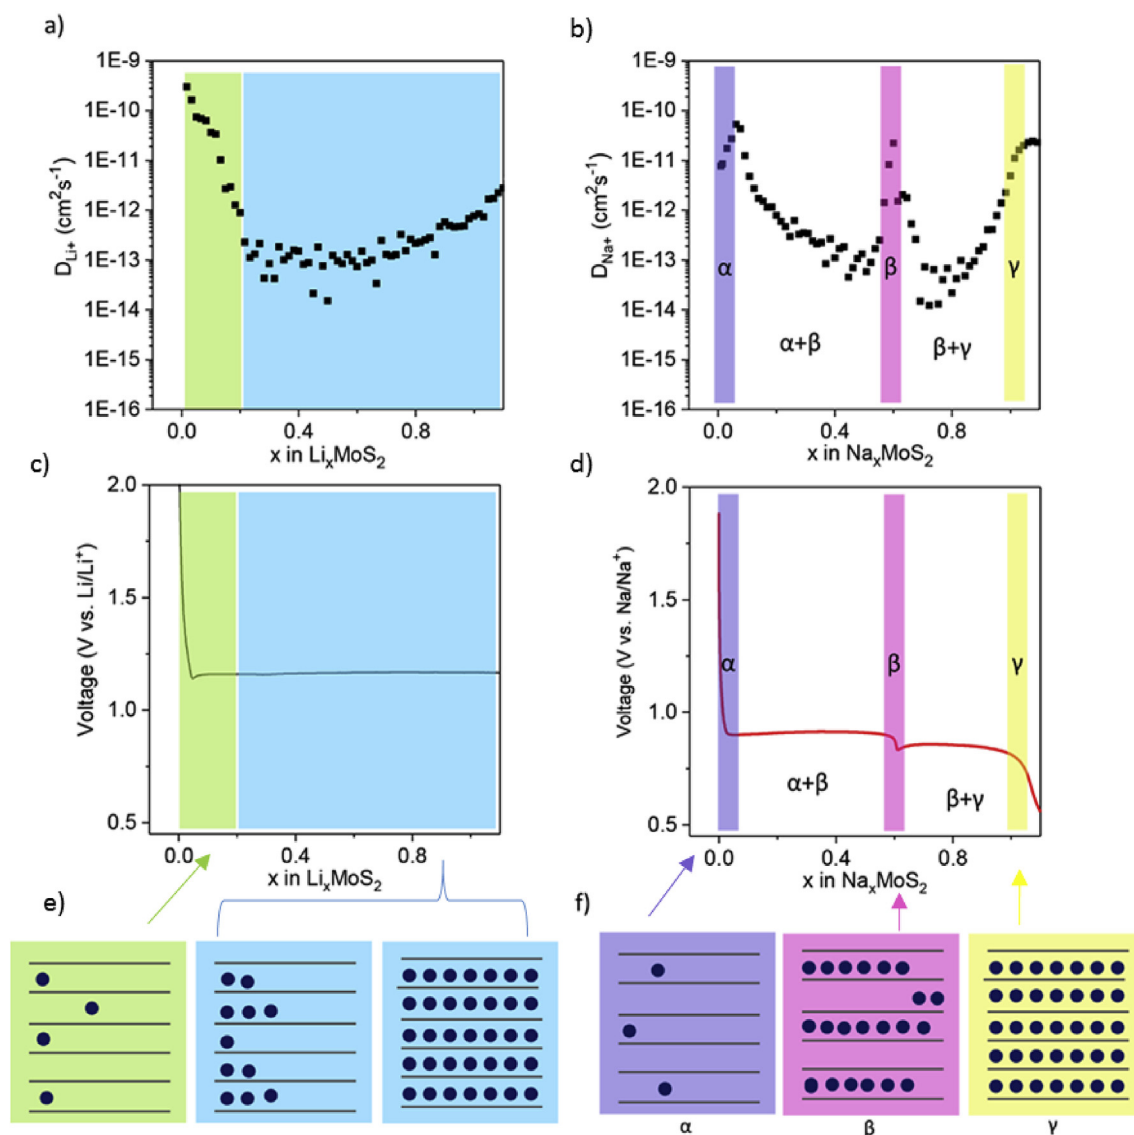 a)
1E-9
1E-10
1E-11
1E-12
1E-13
1E-14
1E-15
1E-16
D_Li+ (cm²s⁻¹)
0.0 0.4 0.8
x in LiₓMoS₂
b)
1E-9
1E-10
1E-11
1E-12
1E-13
1E-14
1E-15
1E-16
D_Na+ (cm²s⁻¹)
α β γ
α+β β+γ
0.0 0.4 0.8
x in NaₓMoS₂
c)
2.0
1.5
1.0
0.5
Voltage (V vs. Li/Li⁺)
0.0 0.4 0.8
x in LiₓMoS₂
d)
2.0
1.5
1.0
0.5
Voltage (V vs. Na/Na⁺)
α β γ
α+β β+γ
0.0 0.4 0.8
x in NaₓMoS₂
e)
f)
α β γ